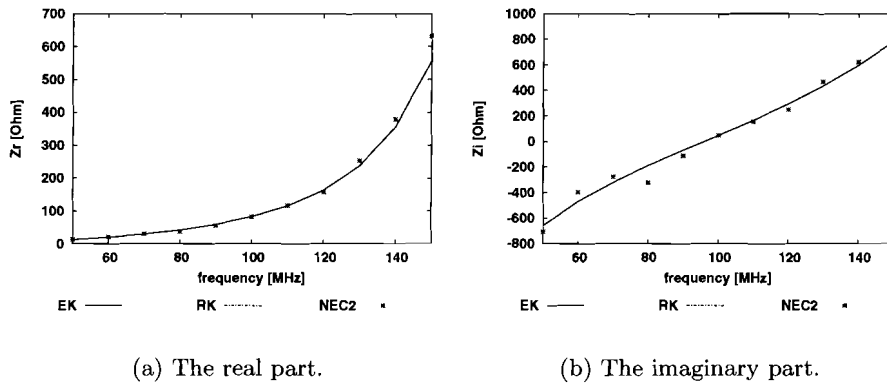 700
600
500
400
300
200
100
0
Zr [Ohm]
60 80 100 120 140
frequency [MHz]
EK RK NEC2
(a) The real part.
1000
800
600
400
200
0
-200
-400
-600
-800
Zi [Ohm]
60 80 100 120 140
frequency [MHz]
EK RK NEC2
(b) The imaginary part.